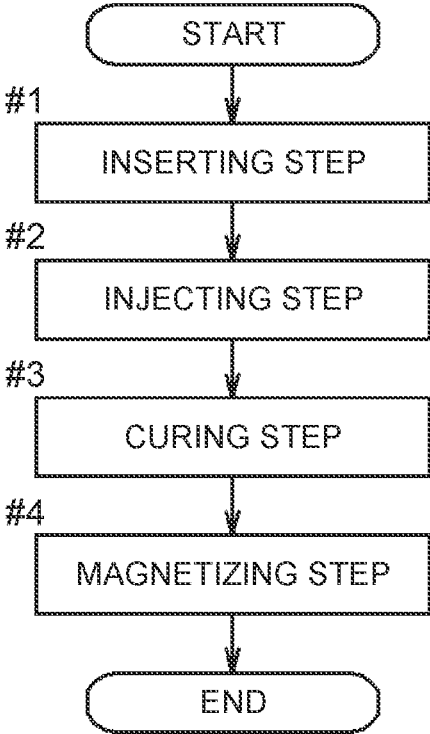 START
#1
INSERTING STEP
#2
INJECTING STEP
#3
CURING STEP
#4
MAGNETIZING STEP
END